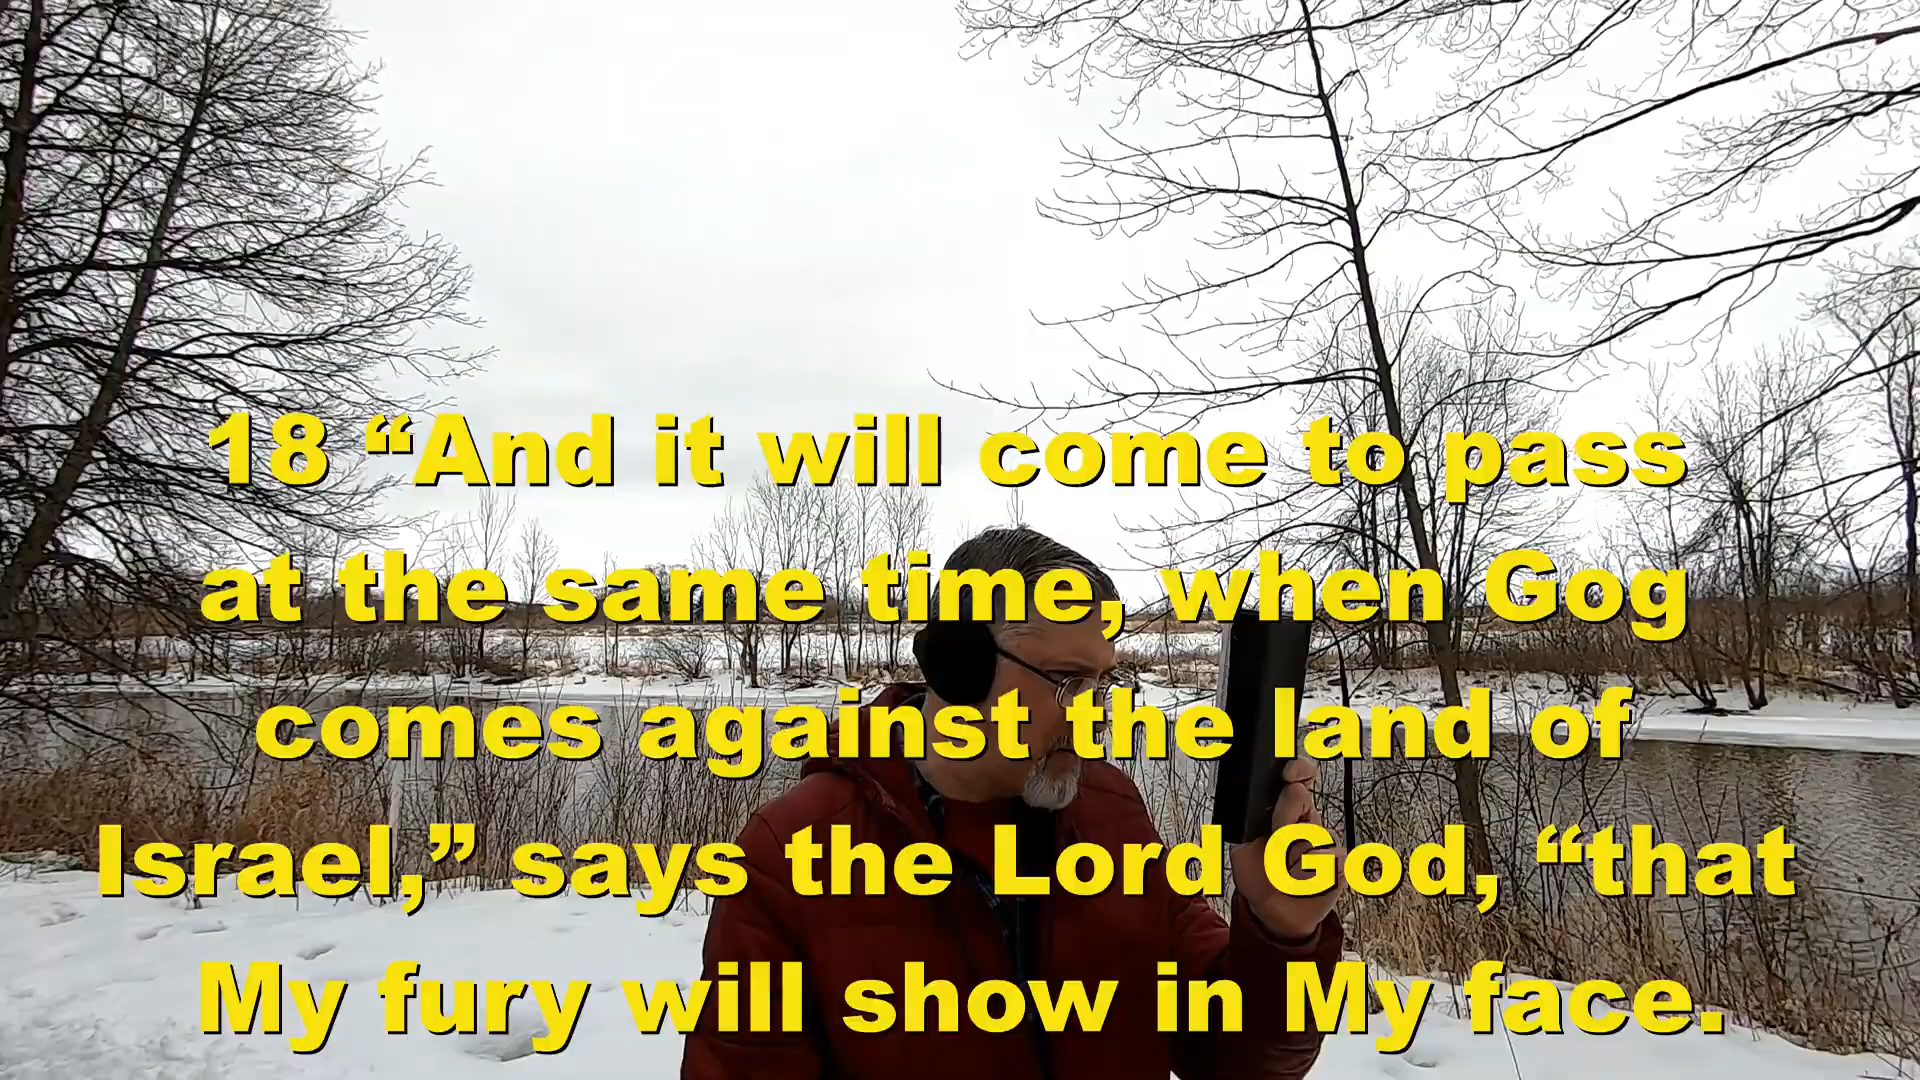 18 “And it will come to pass
at the same time, when Gog
comes against the land of
Israel,” says the Lord God, “that
My fury will show in My face.